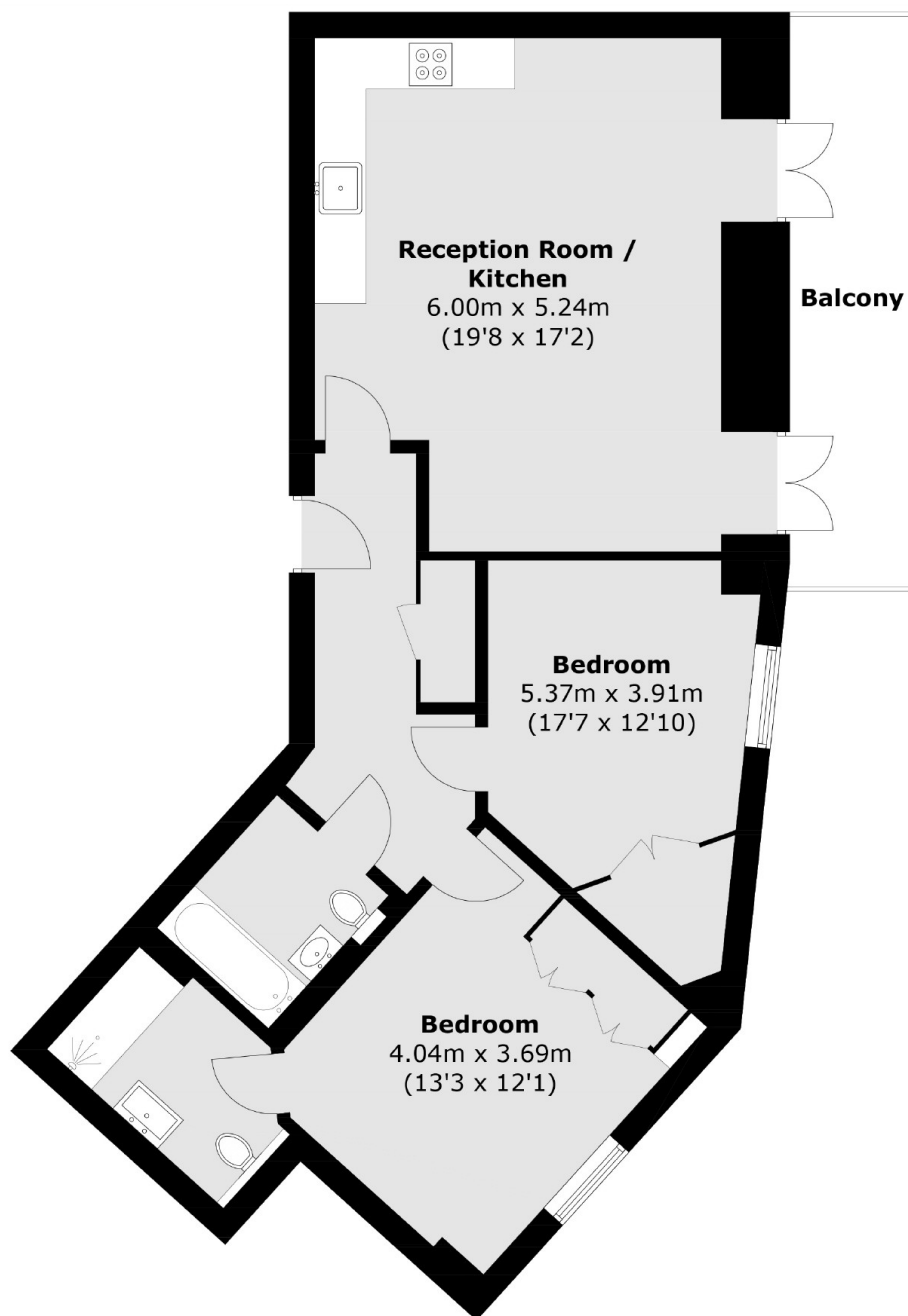 Reception Room /
Kitchen
6.00m x 5.24m
(19'8 x 17'2)
Balcony
Bedroom
5.37m x 3.91m
(17'7 x 12'10)
Bedroom
4.04m x 3.69m
(13'3 x 12'1)